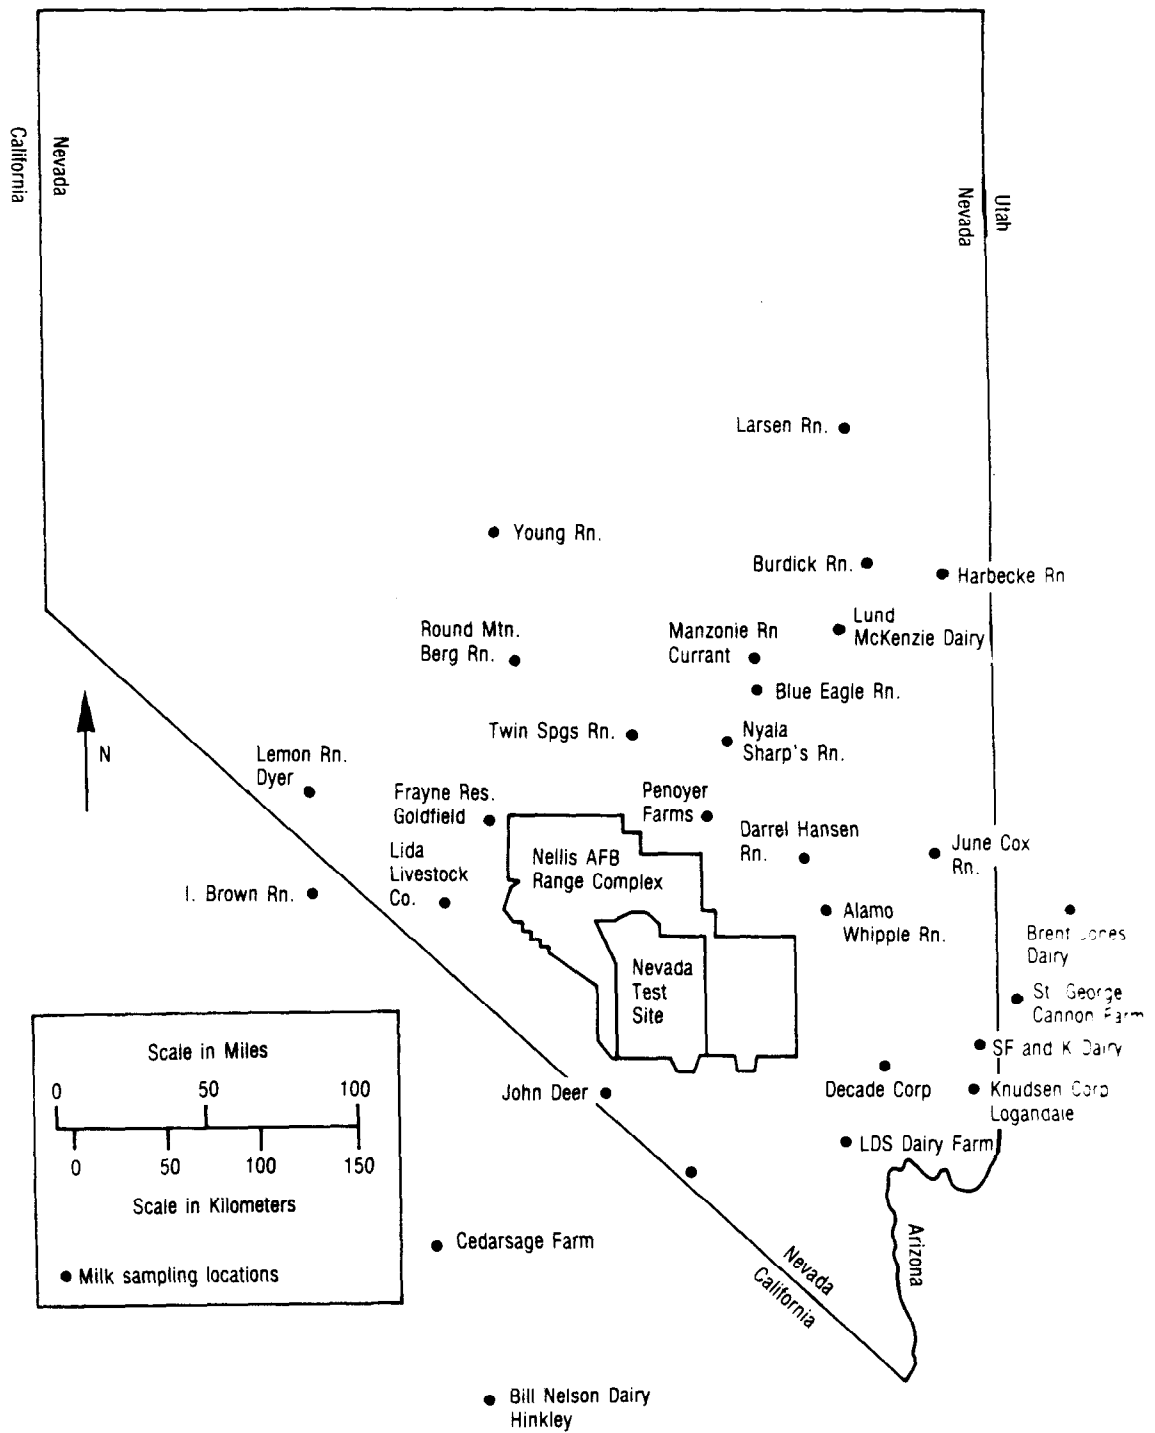 California
Nevada
Utah
Nevada
Larsen Rn.
Young Rn.
Burdick Rn.
Harbecke Rn
Lund
McKenzie Dairy
Round Mtn.
Berg Rn.
Manzonie Rn
Currant
Blue Eagle Rn.
Twin Spgs Rn.
Nyala
Sharp's Rn.
N
Lemon Rn.
Dyer
Frayne Res.
Goldfield
Penoyer
Farms
Darrel Hansen
Rn.
June Cox
Rn.
Lida
Livestock
Co.
Nellis AFB
Range Complex
I. Brown Rn.
Alamo
Whipple Rn.
Brent Jones
Dairy
Nevada
Test
Site
St. George
Cannon Farm
SF and K Dairy
Decade Corp
Knudsen Corp
Logandale
John Deer
LDS Dairy Farm
Scale in Miles
0 50 100
0 50 100 150
Scale in Kilometers
Milk sampling locations
Cedarsage Farm
Nevada
California
Arizona
Bill Nelson Dairy
Hinkley